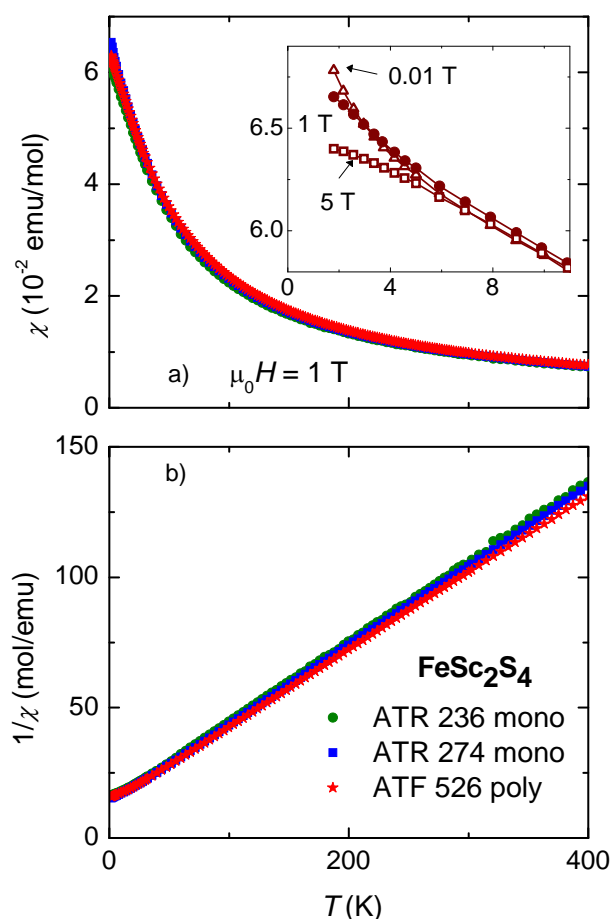 6
4
2
0
χ (10⁻² emu/mol)
6.5
6.0
0 4 8
0.01 T
1 T
5 T
a) μ₀H = 1 T
150
100
50
0
1/χ (mol/emu)
b)
FeSc₂S₄
ATR 236 mono
ATR 274 mono
ATF 526 poly
0 200 400
T (K)